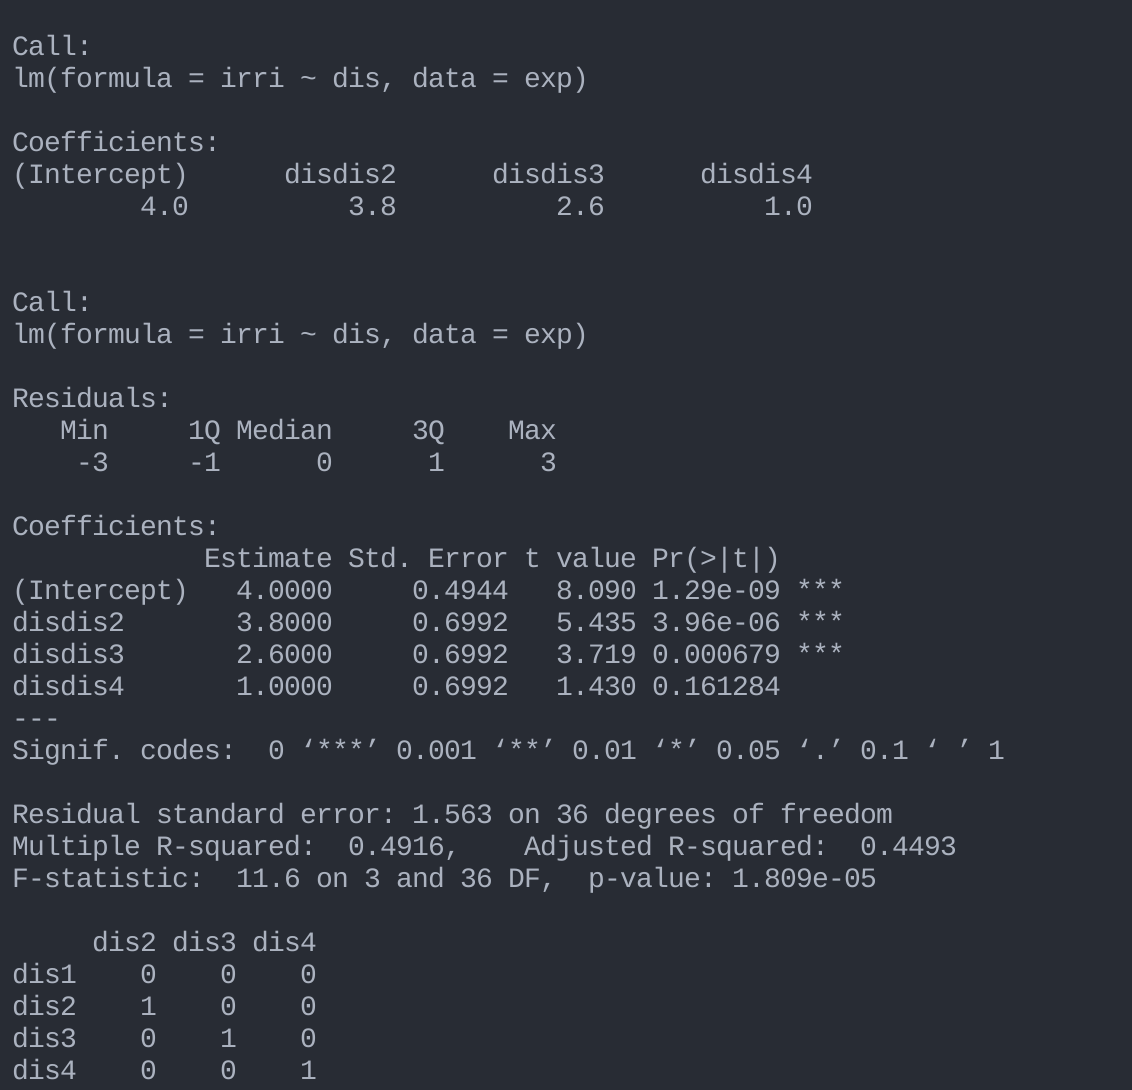 Call:
lm(formula = irri ~ dis, data = exp)
Coefficients:
(Intercept)      disdis2      disdis3      disdis4
        4.0          3.8          2.6          1.0
Call:
lm(formula = irri ~ dis, data = exp)
Residuals:
   Min     1Q Median     3Q    Max
    -3     -1      0      1      3
Coefficients:
            Estimate Std. Error t value Pr(>|t|)
(Intercept)   4.0000     0.4944   8.090 1.29e-09 ***
disdis2       3.8000     0.6992   5.435 3.96e-06 ***
disdis3       2.6000     0.6992   3.719 0.000679 ***
disdis4       1.0000     0.6992   1.430 0.161284
---
Signif. codes:  0 ‘***’ 0.001 ‘**’ 0.01 ‘*’ 0.05 ‘.’ 0.1 ‘ ’ 1
Residual standard error: 1.563 on 36 degrees of freedom
Multiple R-squared:  0.4916,    Adjusted R-squared:  0.4493
F-statistic:  11.6 on 3 and 36 DF,  p-value: 1.809e-05
     dis2 dis3 dis4
dis1    0    0    0
dis2    1    0    0
dis3    0    1    0
dis4    0    0    1